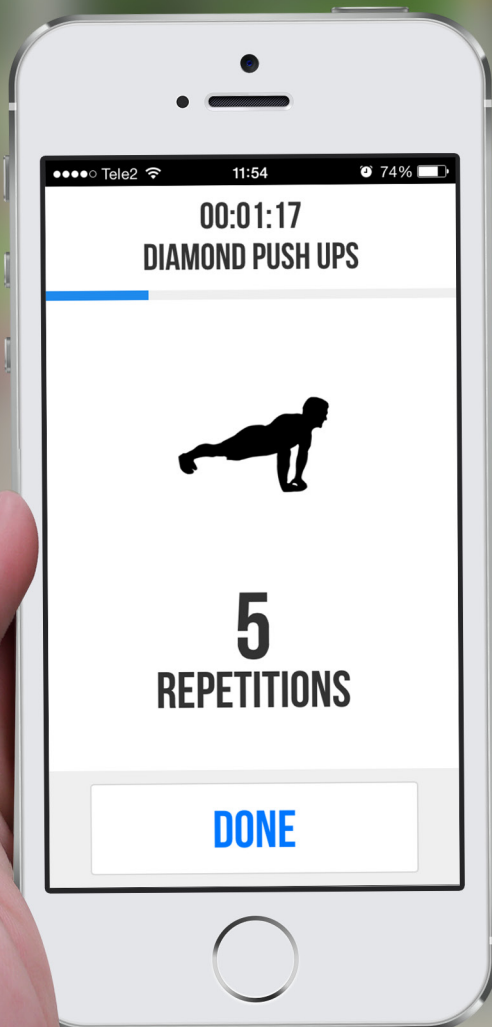 Tele2 11:54 74%
00:01:17
DIAMOND PUSH UPS
5
REPETITIONS
DONE